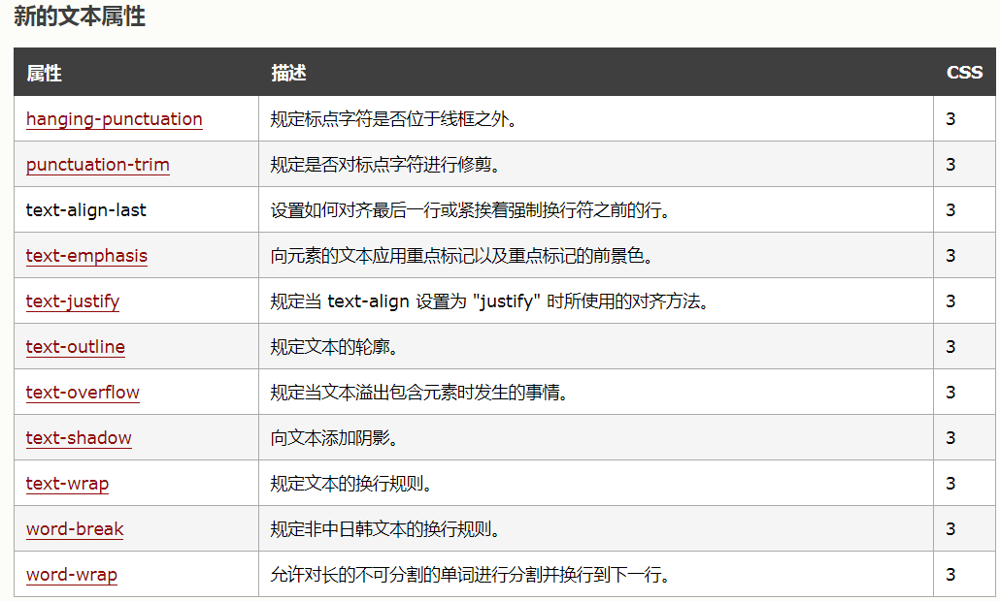 新的文本属性
属性 描述 CSS
hanging-punctuation 规定标点字符是否位于线框之外。 3
punctuation-trim 规定是否对标点字符进行修剪。 3
text-align-last 设置如何对齐最后一行或紧挨着强制换行符之前的行。 3
text-emphasis 向元素的文本应用重点标记以及重点标记的前景色。 3
text-justify 规定当 text-align 设置为 "justify" 时所使用的对齐方法。 3
text-outline 规定文本的轮廓。 3
text-overflow 规定当文本溢出包含元素时发生的事情。 3
text-shadow 向文本添加阴影。 3
text-wrap 规定文本的换行规则。 3
word-break 规定非中日韩文本的换行规则。 3
word-wrap 允许对长的不可分割的单词进行分割并换行到下一行。 3